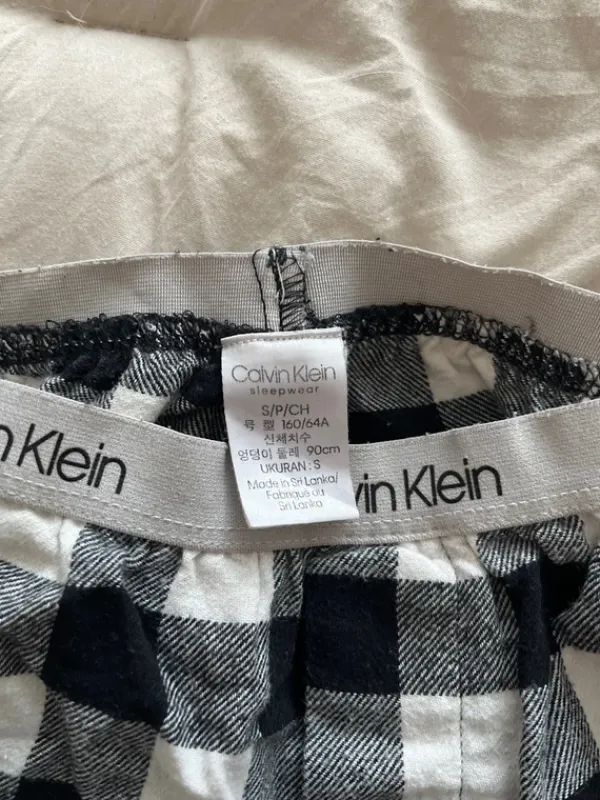 Calvin Klein
sleepwear
S/P/CH
号 型 160/64A
신체치수
엉덩이 둘레 90cm
UKURAN : S
Made in Sri Lanka/
Fabriqué au
Sri Lanka
n Klein
vin Klein